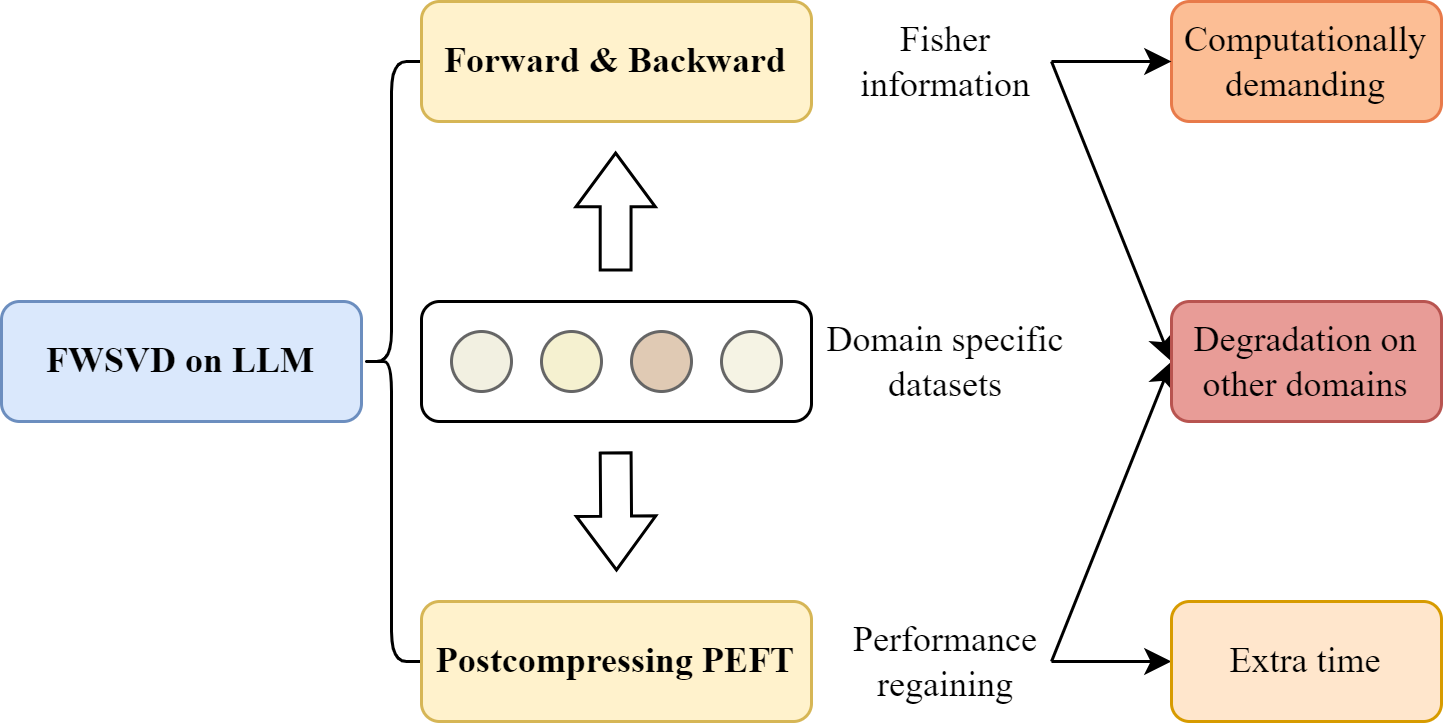 Forward & Backward
Fisher
information
Computationally
demanding
FWSVD on LLM
Domain specific
datasets
Degradation on
other domains
Postcompressing PEFT
Performance
regaining
Extra time